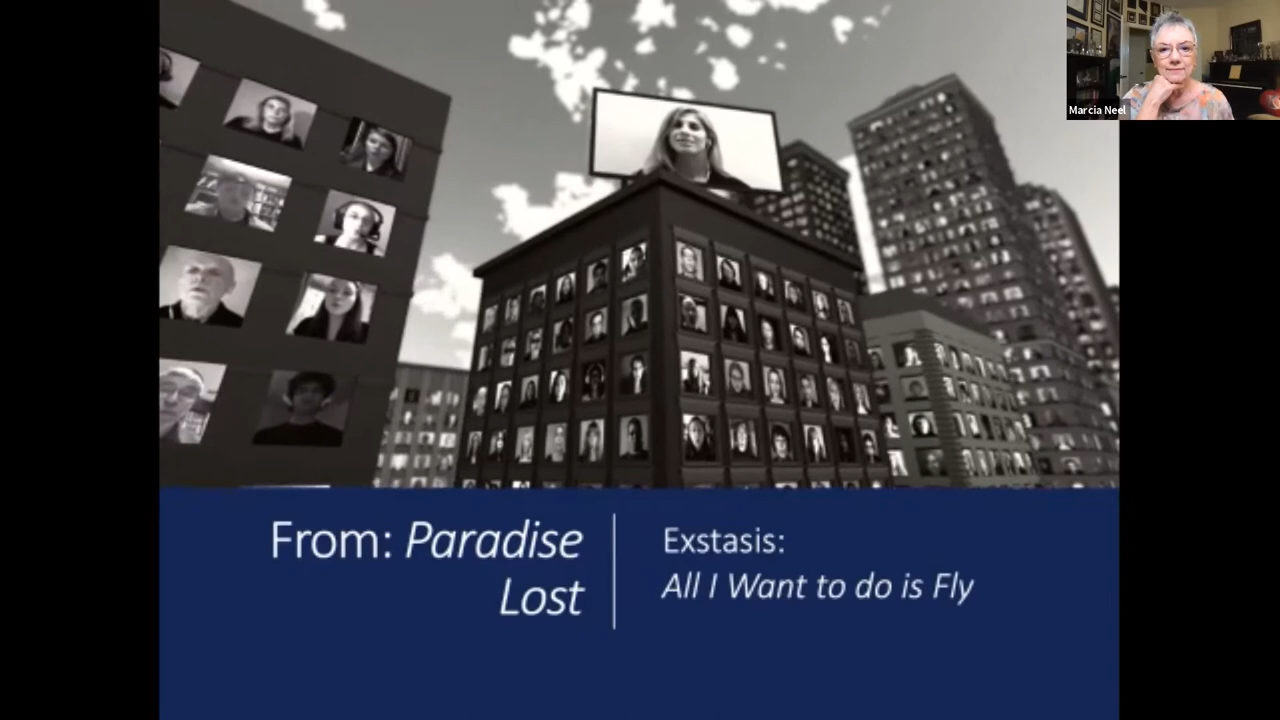 Marcia Neel
From: Paradise
Lost
Exstasis:
All I Want to do is Fly